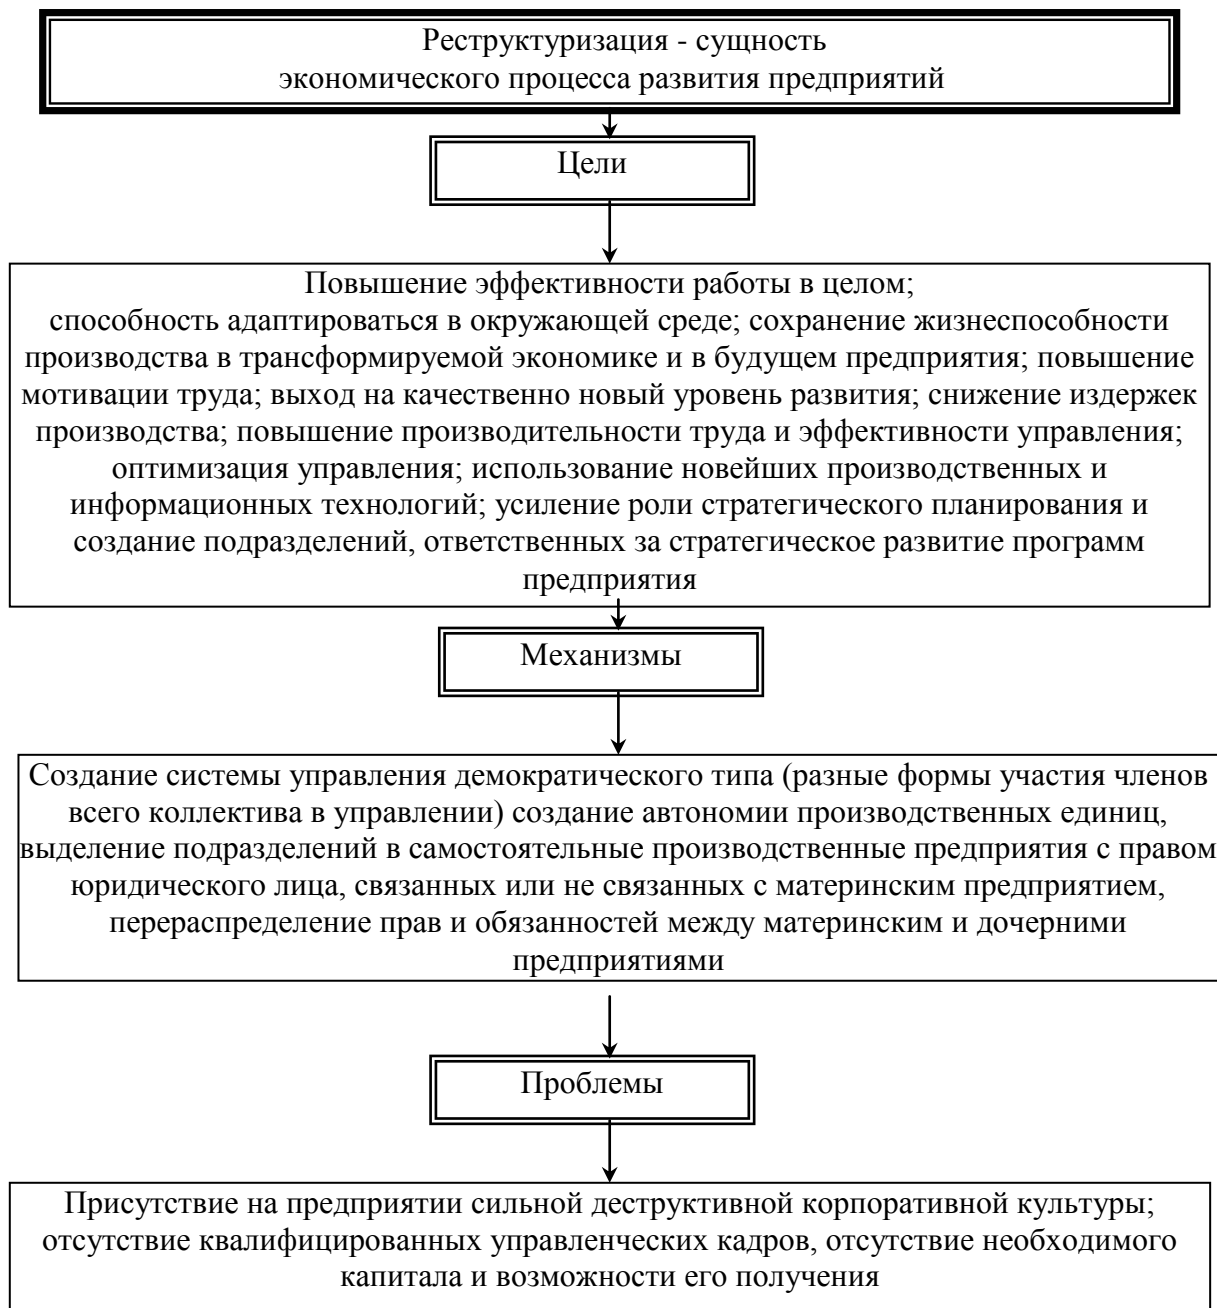 Реструктуризация - сущность
экономического процесса развития предприятий
Цели
Повышение эффективности работы в целом;
способность адаптироваться в окружающей среде; сохранение жизнеспособности
производства в трансформируемой экономике и в будущем предприятия; повышение
мотивации труда; выход на качественно новый уровень развития; снижение издержек
производства; повышение производительности труда и эффективности управления;
оптимизация управления; использование новейших производственных и
информационных технологий; усиление роли стратегического планирования и
создание подразделений, ответственных за стратегическое развитие программ
предприятия
Механизмы
Создание системы управления демократического типа (разные формы участия членов
всего коллектива в управлении) создание автономии производственных единиц,
выделение подразделений в самостоятельные производственные предприятия с правом
юридического лица, связанных или не связанных с материнским предприятием,
перераспределение прав и обязанностей между материнским и дочерними
предприятиями
Проблемы
Присутствие на предприятии сильной деструктивной корпоративной культуры;
отсутствие квалифицированных управленческих кадров, отсутствие необходимого
капитала и возможности его получения